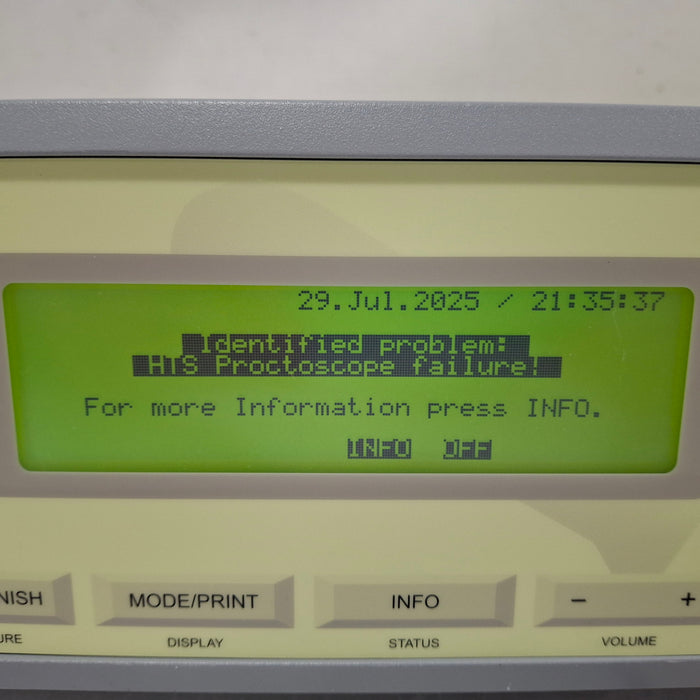 29.Jul.2025 / 21:35:37
Identified problem:
HTS Proctoscope failure!
For more Information press INFO.
INFO OFF
NISH MODE/PRINT INFO − +
URE DISPLAY STATUS VOLUME